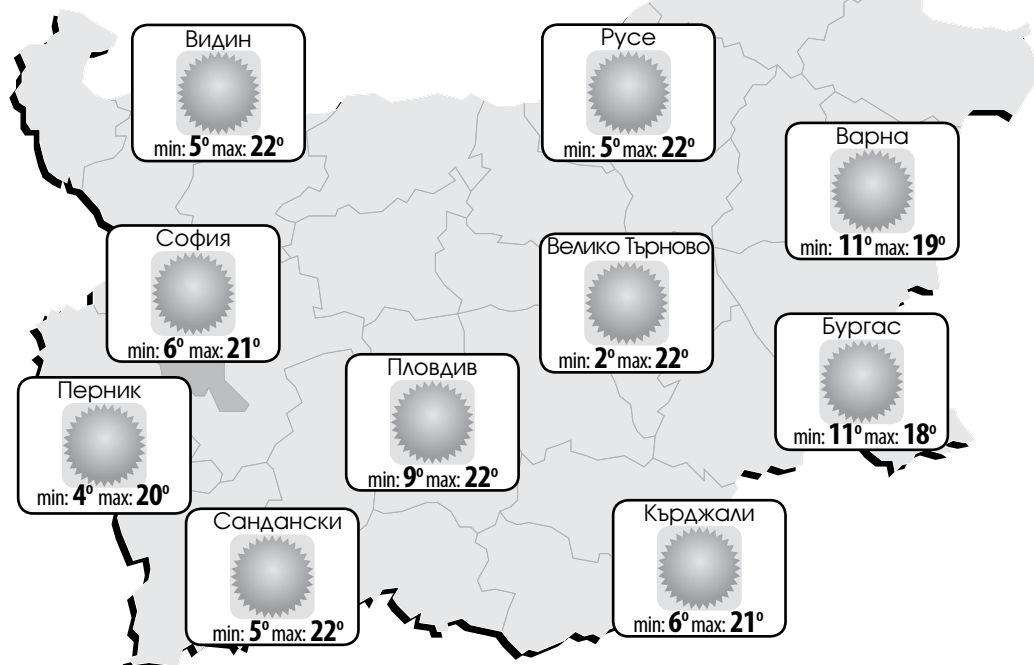 Видин
min: 5º max: 22º
Русе
min: 5º max: 22º
Варна
min: 11º max: 19º
София
min: 6º max: 21º
Велико Търново
min: 2º max: 22º
Бургас
min: 11º max: 18º
Пловдив
min: 9º max: 22º
Перник
min: 4º max: 20º
Сандански
min: 5º max: 22º
Кърджали
min: 6º max: 21º